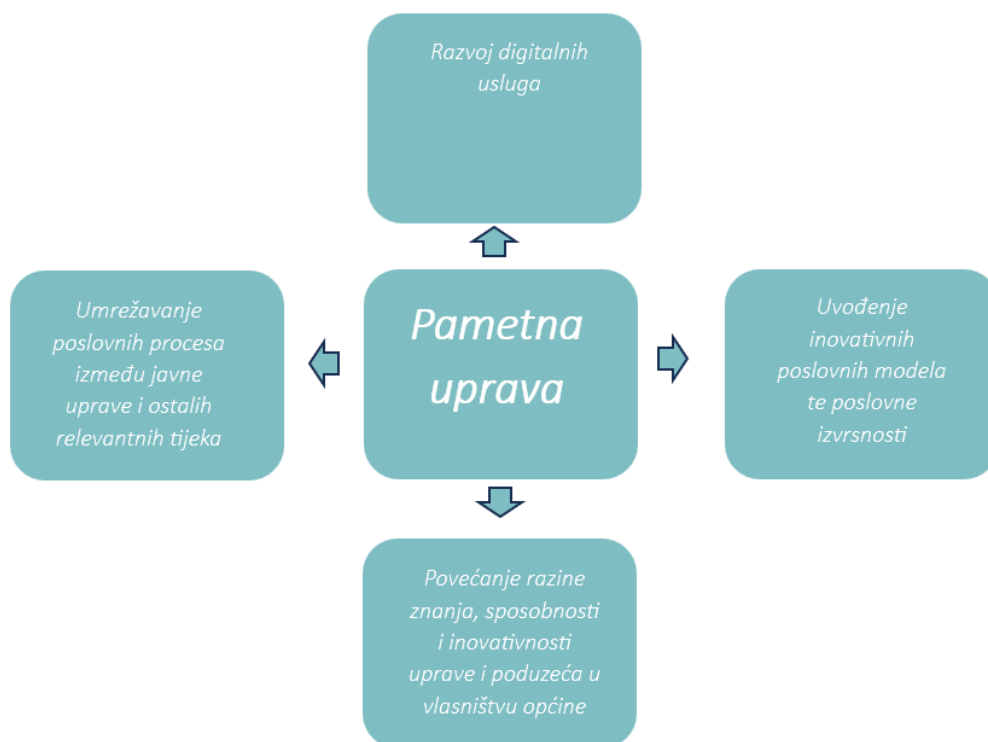 Razvoj digitalnih
usluga
Umrežavanje
poslovnih procesa
između javne
uprave i ostalih
relevantnih tijeka
Pametna
uprava
Uvođenje
inovativnih
poslovnih modela
te poslovne
izvrsnosti
Povećanje razine
znanja, sposobnosti
i inovativnosti
uprave i poduzeća u
vlasništvu općine